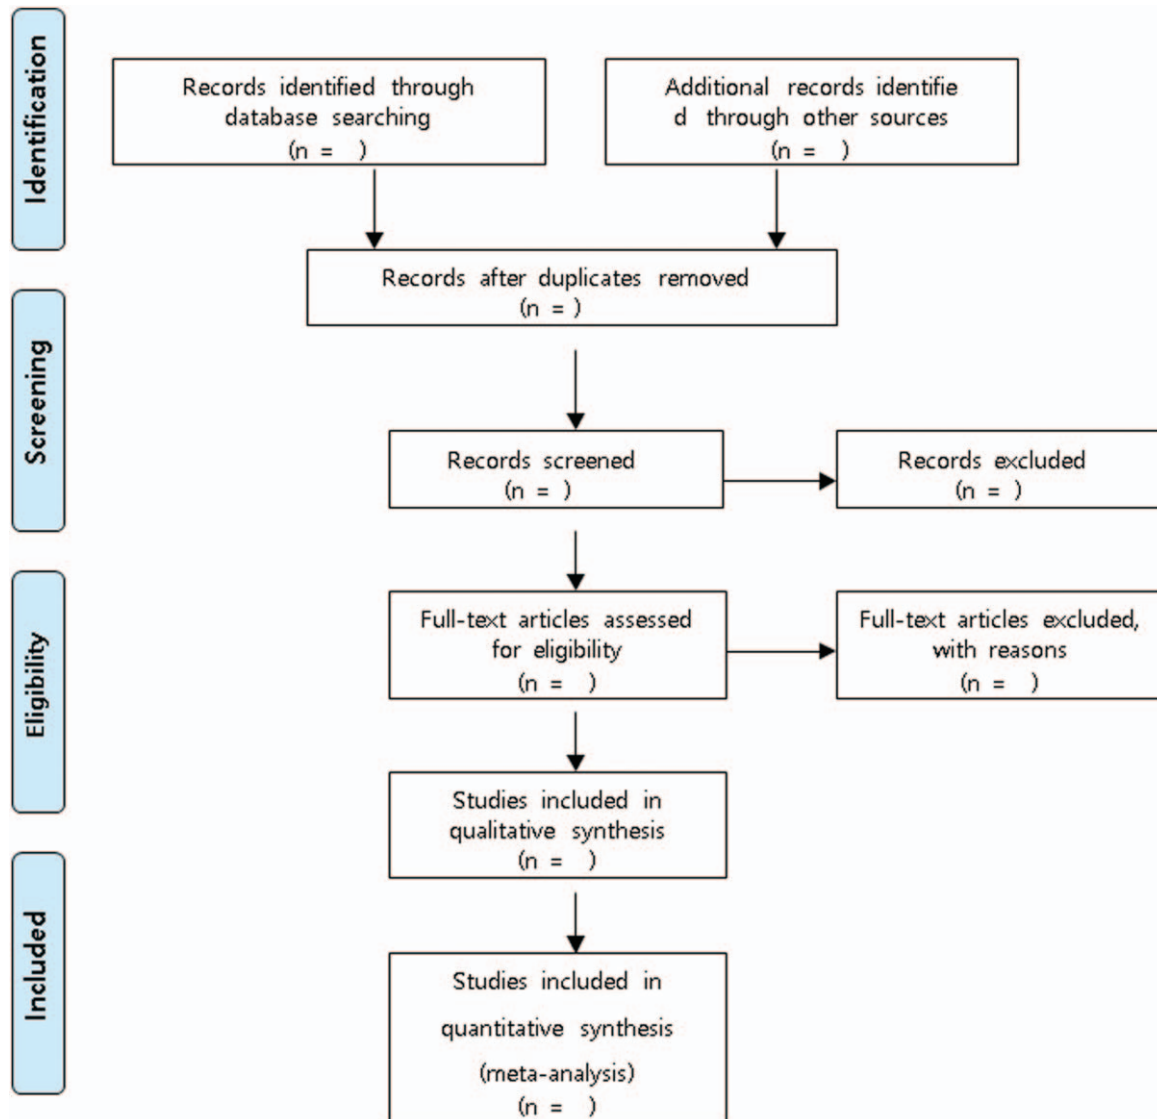 Identification
Records identified through
database searching
(n = )
Additional records identifie
d through other sources
(n = )
Records after duplicates removed
(n = )
Screening
Records screened
(n = )
Records excluded
(n = )
Eligibility
Full-text articles assessed
for eligibility
(n = )
Full-text articles excluded,
with reasons
(n = )
Studies included in
qualitative synthesis
(n = )
Included
Studies included in
quantitative synthesis
(meta-analysis)
(n = )